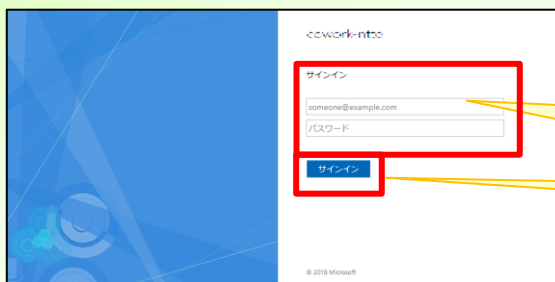 cowork-ntte
サインイン
someone@example.com
パスワード
サインイン
© 2018 Microsoft